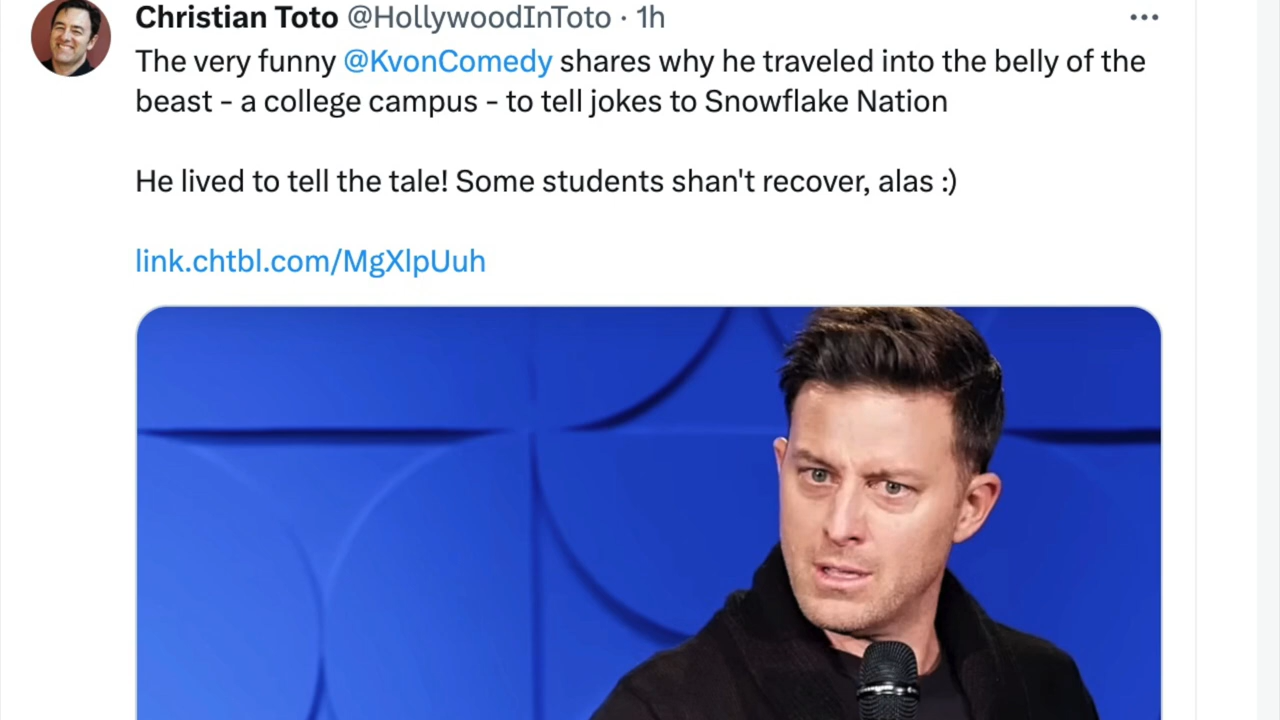 Christian Toto @HollywoodInToto · 1h
The very funny @KvonComedy shares why he traveled into the belly of the
beast - a college campus - to tell jokes to Snowflake Nation
He lived to tell the tale! Some students shan't recover, alas :)
link.chtbl.com/MgXlpUuh